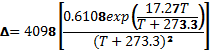 Δ= 4098 [0.6108exp(17.27T / (T + 273.3)) / (T + 273.3)²]